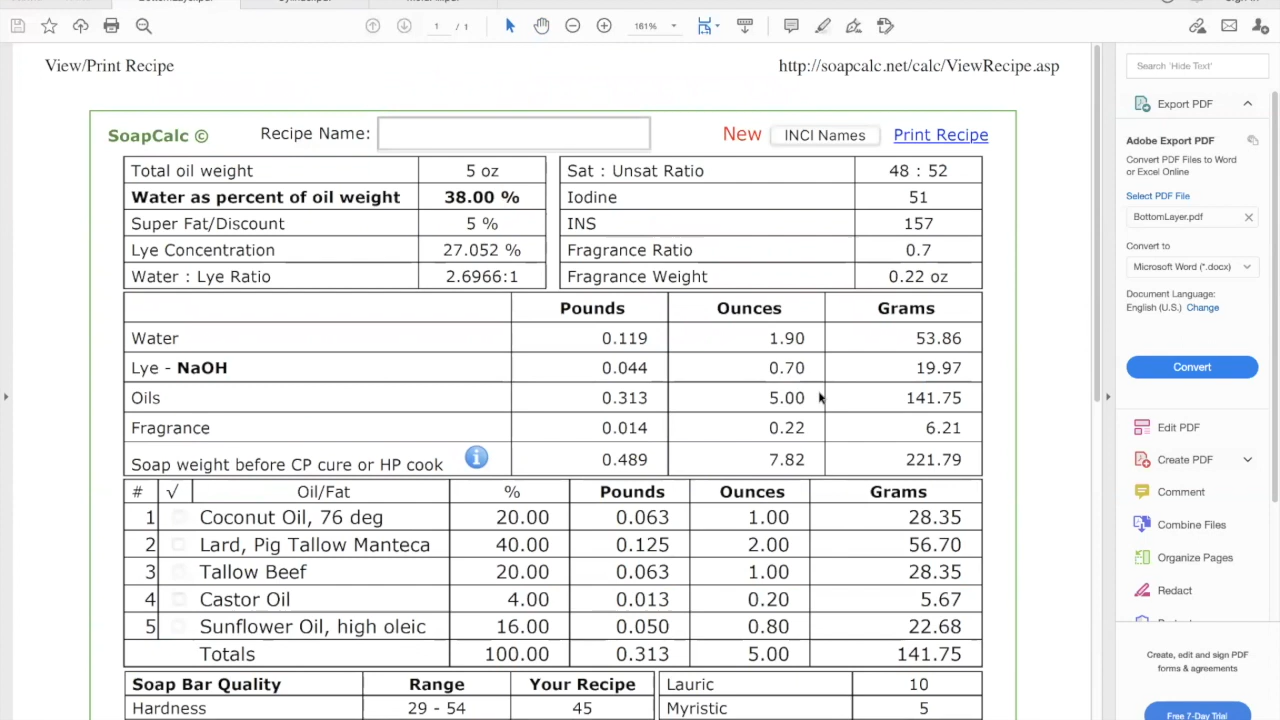 1 / 1
161%
Search 'Hide Text'
View/Print Recipe
http://soapcalc.net/calc/ViewRecipe.asp
Export PDF
SoapCalc ©
Recipe Name:
New
INCI Names
Print Recipe
Adobe Export PDF
Convert PDF Files to Word
or Excel Online
Select PDF File
BottomLayer.pdf
Convert to
Microsoft Word (*.docx)
Document Language:
English (U.S.) Change
Convert
Edit PDF
Create PDF
Comment
Combine Files
Organize Pages
Redact
Create, edit and sign PDF
forms & agreements
Free 7-Day Trial
Total oil weight 5 oz
Water as percent of oil weight 38.00 %
Super Fat/Discount 5 %
Lye Concentration 27.052 %
Water : Lye Ratio 2.6966:1
Sat : Unsat Ratio 48 : 52
Iodine 51
INS 157
Fragrance Ratio 0.7
Fragrance Weight 0.22 oz
Pounds Ounces Grams
Water 0.119 1.90 53.86
Lye - NaOH 0.044 0.70 19.97
Oils 0.313 5.00 141.75
Fragrance 0.014 0.22 6.21
Soap weight before CP cure or HP cook i 0.489 7.82 221.79
# √ Oil/Fat % Pounds Ounces Grams
1 Coconut Oil, 76 deg 20.00 0.063 1.00 28.35
2 Lard, Pig Tallow Manteca 40.00 0.125 2.00 56.70
3 Tallow Beef 20.00 0.063 1.00 28.35
4 Castor Oil 4.00 0.013 0.20 5.67
5 Sunflower Oil, high oleic 16.00 0.050 0.80 22.68
Totals 100.00 0.313 5.00 141.75
Soap Bar Quality Range Your Recipe
Hardness 29 - 54 45
Lauric 10
Myristic 5